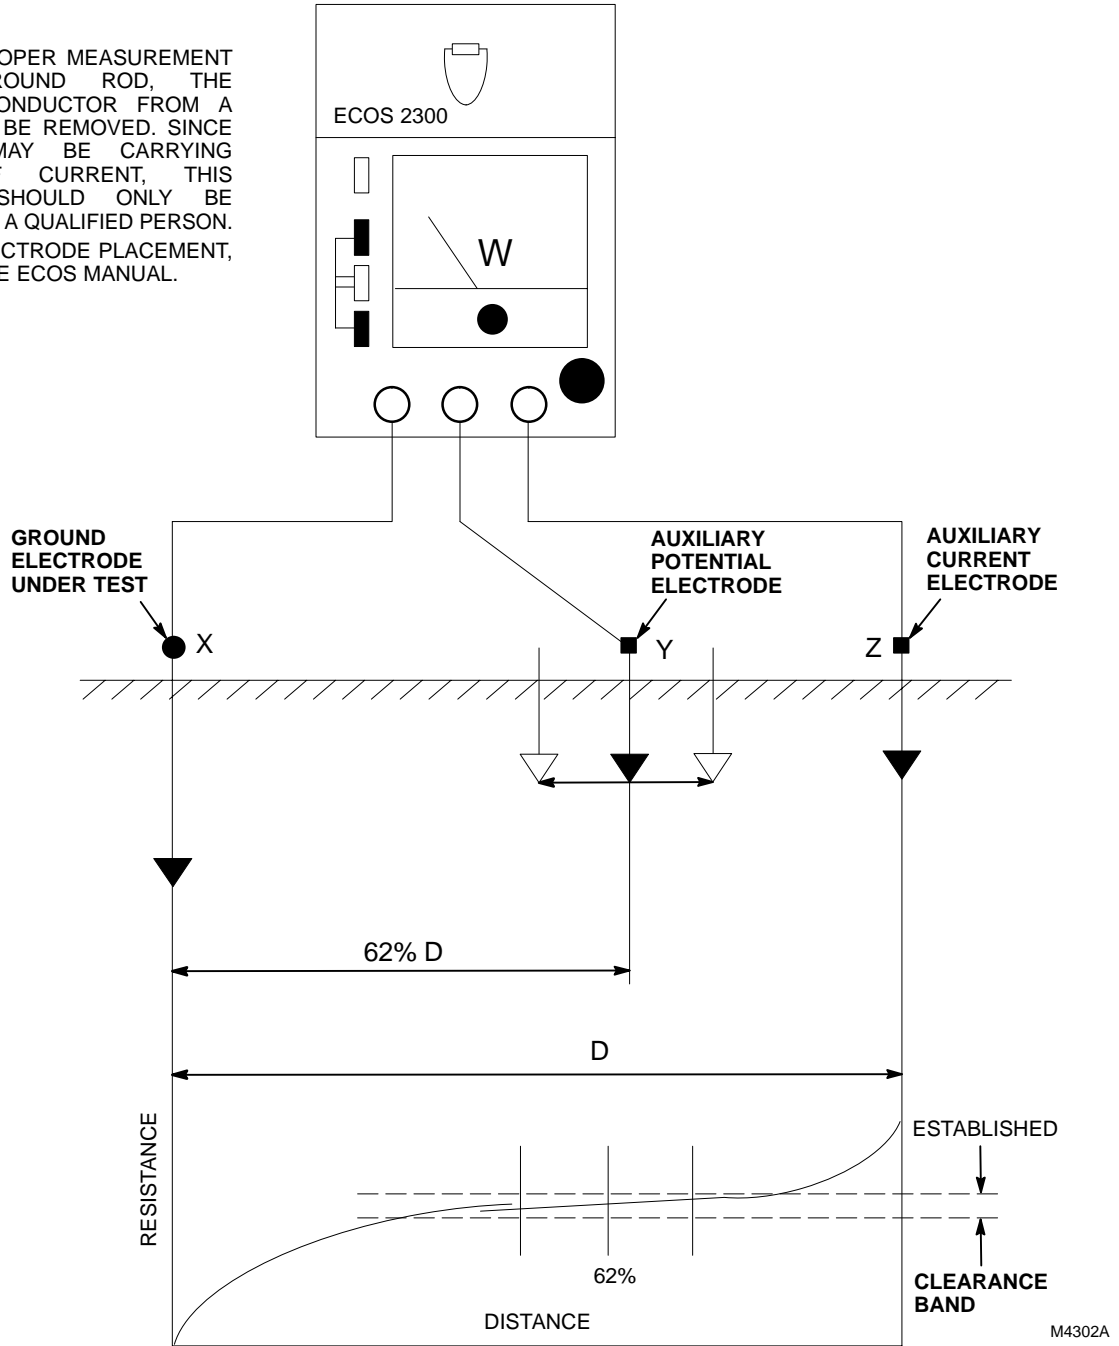 OPER MEASUREMENT
ROUND ROD, THE
ONDUCTOR FROM A
BE REMOVED. SINCE
MAY BE CARRYING
F CURRENT, THIS
SHOULD ONLY BE
A QUALIFIED PERSON.
CTRODE PLACEMENT,
E ECOS MANUAL.
ECOS 2300
W
GROUND
ELECTRODE
UNDER TEST
AUXILIARY
POTENTIAL
ELECTRODE
AUXILIARY
CURRENT
ELECTRODE
X
Y
Z
62% D
D
RESISTANCE
ESTABLISHED
62%
CLEARANCE
BAND
DISTANCE
M4302A